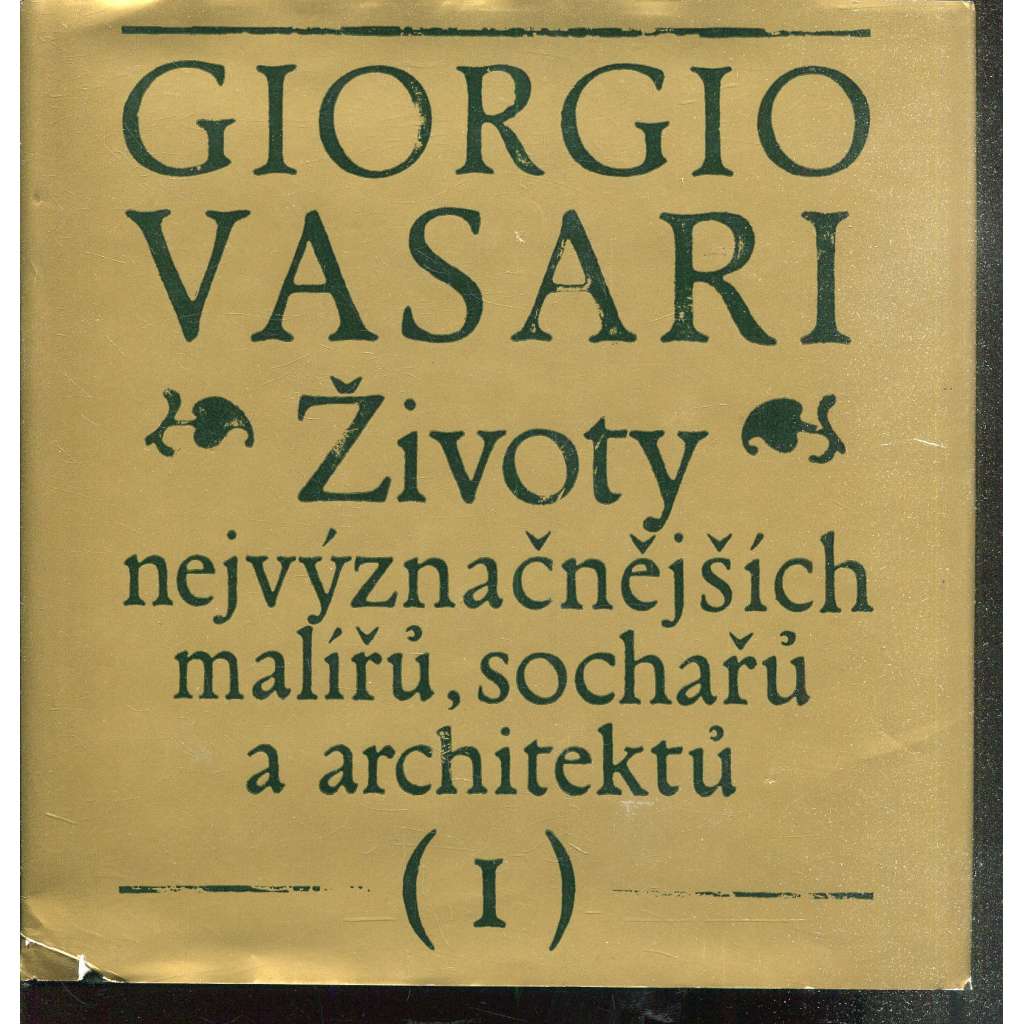 GIORGIO
VASARI
Životy
nejvýznačnějších
malířů, sochařů
a architektů
(I)